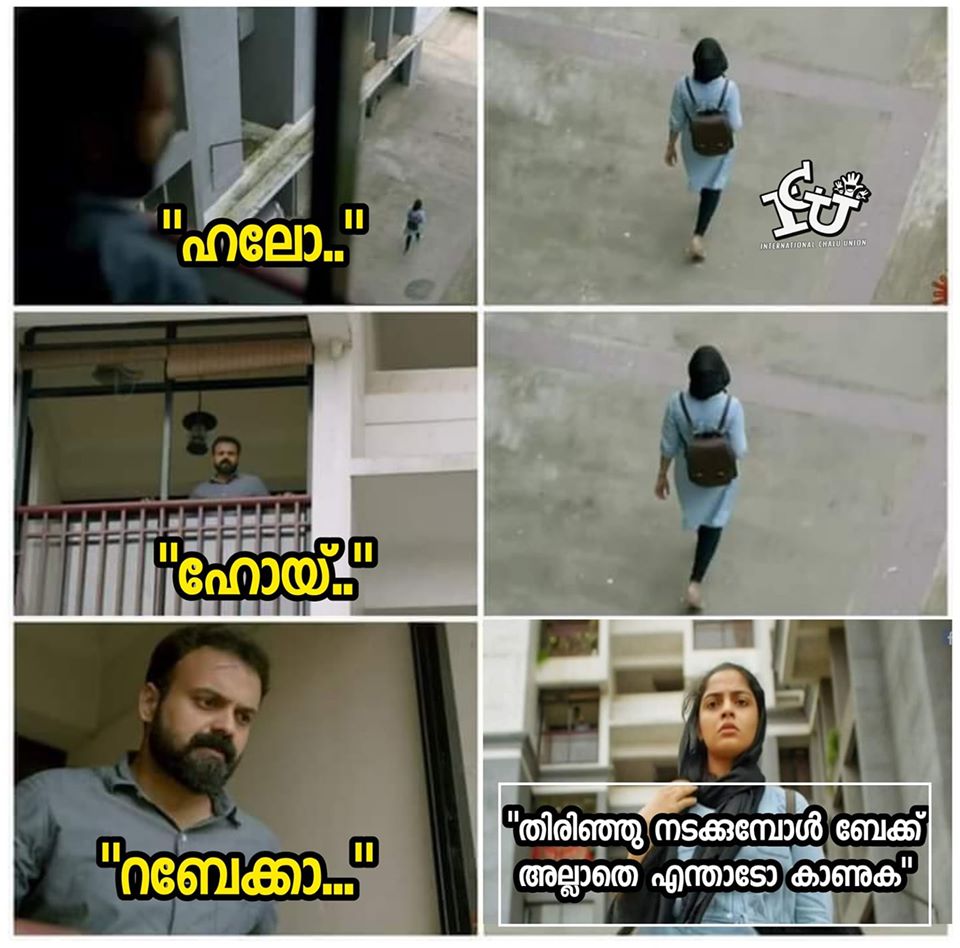 "ഹലോ.."
ICU
INTERNATIONAL CHALU UNION
"ഹോയ്.."
"റബേക്കാ..."
"തിരിഞ്ഞു നടക്കുമ്പോൾ ബേക്ക്
അല്ലാതെ എന്താടോ കാണുക"